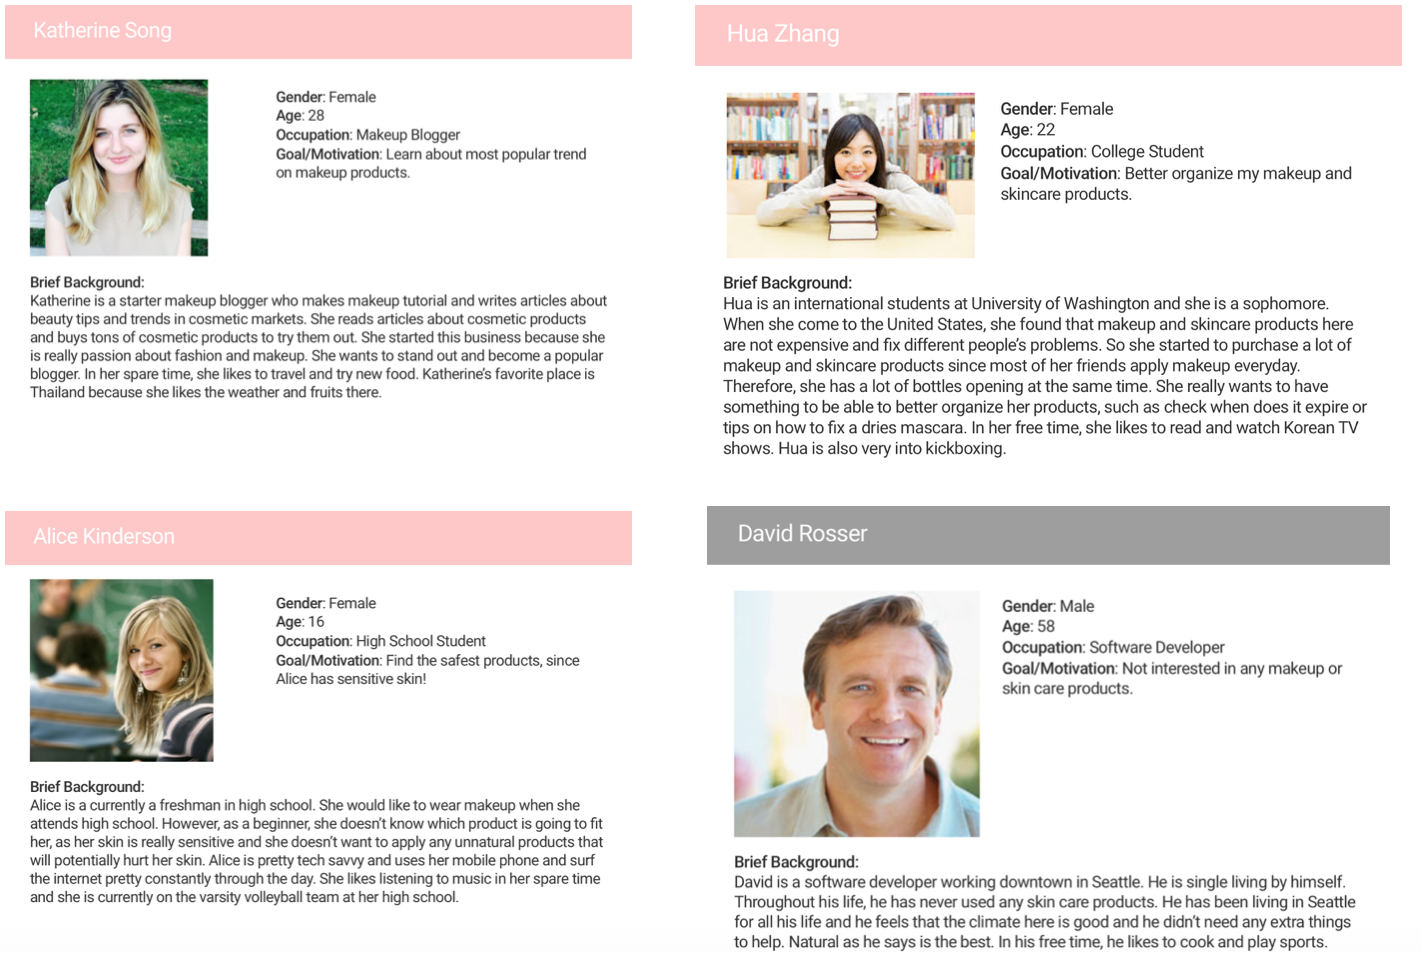 Katherine Song
Gender: Female
Age: 28
Occupation: Makeup Blogger
Goal/Motivation: Learn about most popular trend
on makeup products.
Brief Background:
Katherine is a starter makeup blogger who makes makeup tutorial and writes articles about
beauty tips and trends in cosmetic markets. She reads articles about cosmetic products
and buys tons of cosmetic products to try them out. She started this business because she
is really passion about fashion and makeup. She wants to stand out and become a popular
blogger. In her spare time, she likes to travel and try new food. Katherine's favorite place is
Thailand because she likes the weather and fruits there.
Hua Zhang
Gender: Female
Age: 22
Occupation: College Student
Goal/Motivation: Better organize my makeup and
skincare products.
Brief Background:
Hua is an international students at University of Washington and she is a sophomore.
When she come to the United States, she found that makeup and skincare products here
are not expensive and fix different people's problems. So she started to purchase a lot of
makeup and skincare products since most of her friends apply makeup everyday.
Therefore, she has a lot of bottles opening at the same time. She really wants to have
something to be able to better organize her products, such as check when does it expire or
tips on how to fix a dries mascara. In her free time, she likes to read and watch Korean TV
shows. Hua is also very into kickboxing.
Alice Kinderson
Gender: Female
Age: 16
Occupation: High School Student
Goal/Motivation: Find the safest products, since
Alice has sensitive skin!
Brief Background:
Alice is a currently a freshman in high school. She would like to wear makeup when she
attends high school. However, as a beginner, she doesn't know which product is going to fit
her, as her skin is really sensitive and she doesn't want to apply any unnatural products that
will potentially hurt her skin. Alice is pretty tech savvy and uses her mobile phone and surf
the internet pretty constantly through the day. She likes listening to music in her spare time
and she is currently on the varsity volleyball team at her high school.
David Rosser
Gender: Male
Age: 58
Occupation: Software Developer
Goal/Motivation: Not interested in any makeup or
skin care products.
Brief Background:
David is a software developer working downtown in Seattle. He is single living by himself.
Throughout his life, he has never used any skin care products. He has been living in Seattle
for all his life and he feels that the climate here is good and he didn't need any extra things
to help. Natural as he says is the best. In his free time, he likes to cook and play sports.